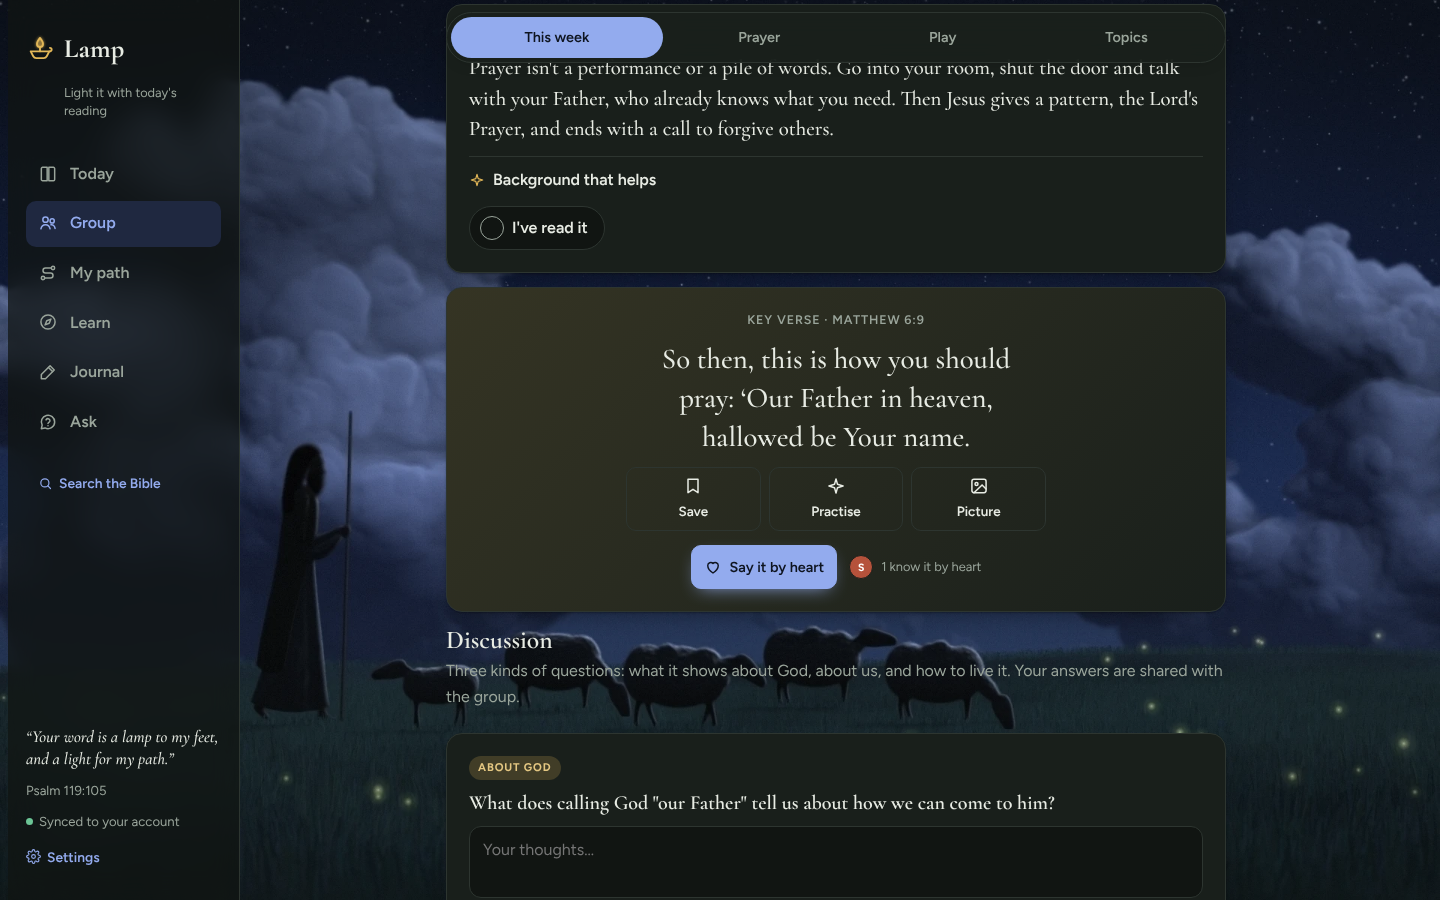 Lamp
Light it with today's
reading
Today
Group
My path
Learn
Journal
Ask
Search the Bible
“Your word is a lamp to my feet,
and a light for my path.”
Psalm 119:105
Synced to your account
Settings
This week
Prayer
Play
Topics
Prayer isn't a performance or a pile of words. Go into your room, shut the door and talk
with your Father, who already knows what you need. Then Jesus gives a pattern, the Lord's
Prayer, and ends with a call to forgive others.
Background that helps
I've read it
KEY VERSE · MATTHEW 6:9
So then, this is how you should
pray: ‘Our Father in heaven,
hallowed be Your name.
Save
Practise
Picture
Say it by heart
S
1 know it by heart
Discussion
Three kinds of questions: what it shows about God, about us, and how to live it. Your answers are shared with
the group.
ABOUT GOD
What does calling God "our Father" tell us about how we can come to him?
Your thoughts...